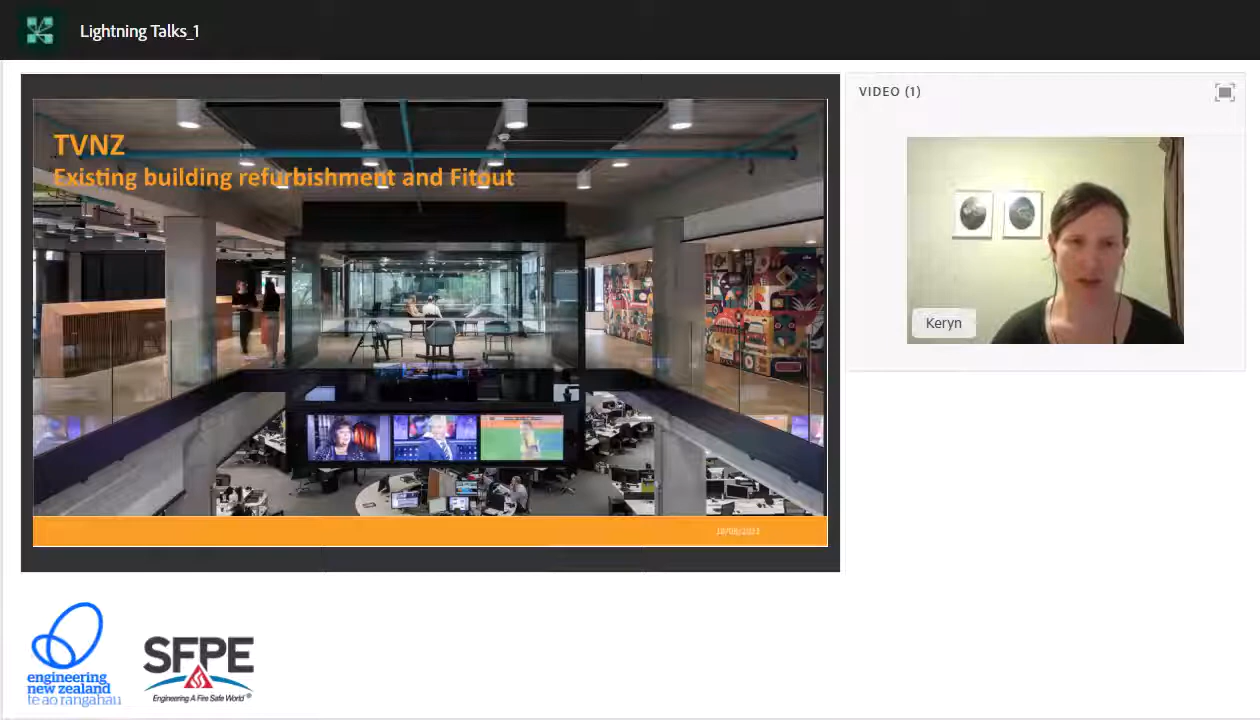 Lightning Talks_1
TVNZ
Existing building refurbishment and Fitout
VIDEO (1)
Keryn
engineering
new zealand
te ao rangahau
SFPE
Engineering A Fire Safe World®